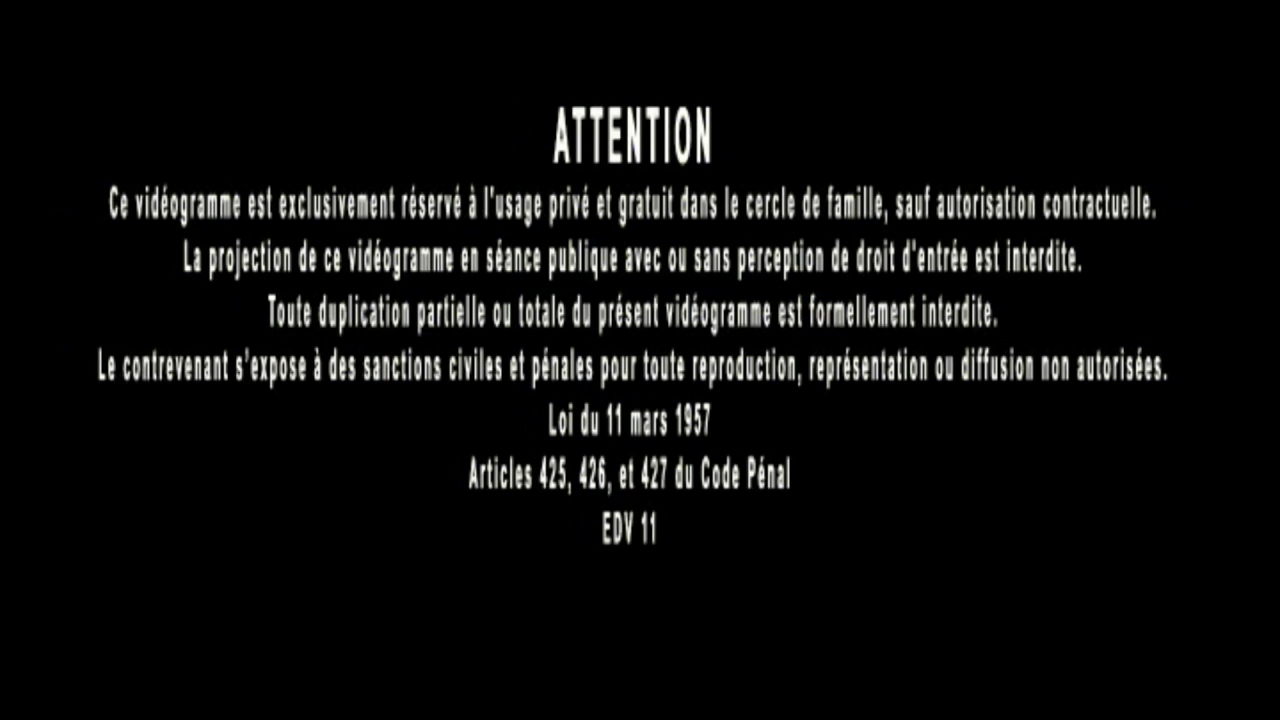 ATTENTION
Ce vidéogramme est exclusivement réservé à l'usage privé et gratuit dans le cercle de famille, sauf autorisation contractuelle.
La projection de ce vidéogramme en séance publique avec ou sans perception de droit d'entrée est interdite.
Toute duplication partielle ou totale du présent vidéogramme est formellement interdite.
Le contrevenant s'expose à des sanctions civiles et pénales pour toute reproduction, représentation ou diffusion non autorisées.
Loi du 11 mars 1957
Articles 425, 426, et 427 du Code Pénal
EDV 11